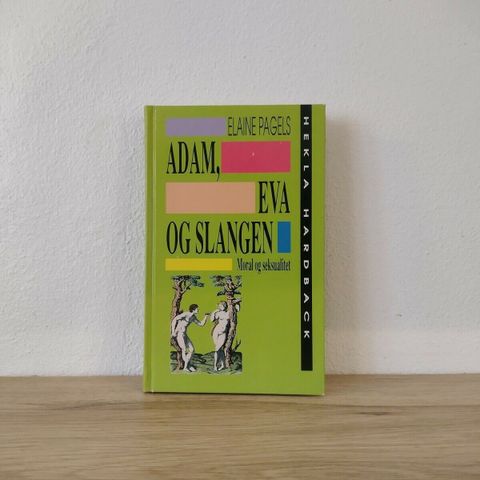 ELAINE PAGELS
ADAM,
EVA
OG SLANGEN
Moral og seksualitet
HEKLA HARDBACK